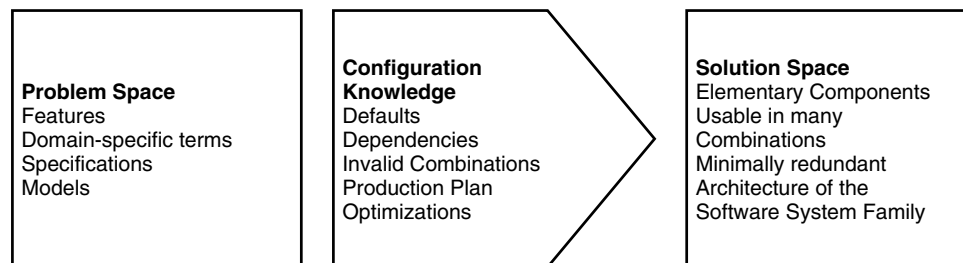 Problem Space
Features
Domain-specific terms
Specifications
Models
Configuration
Knowledge
Defaults
Dependencies
Invalid Combinations
Production Plan
Optimizations
Solution Space
Elementary Components
Usable in many
Combinations
Minimally redundant
Architecture of the
Software System Family